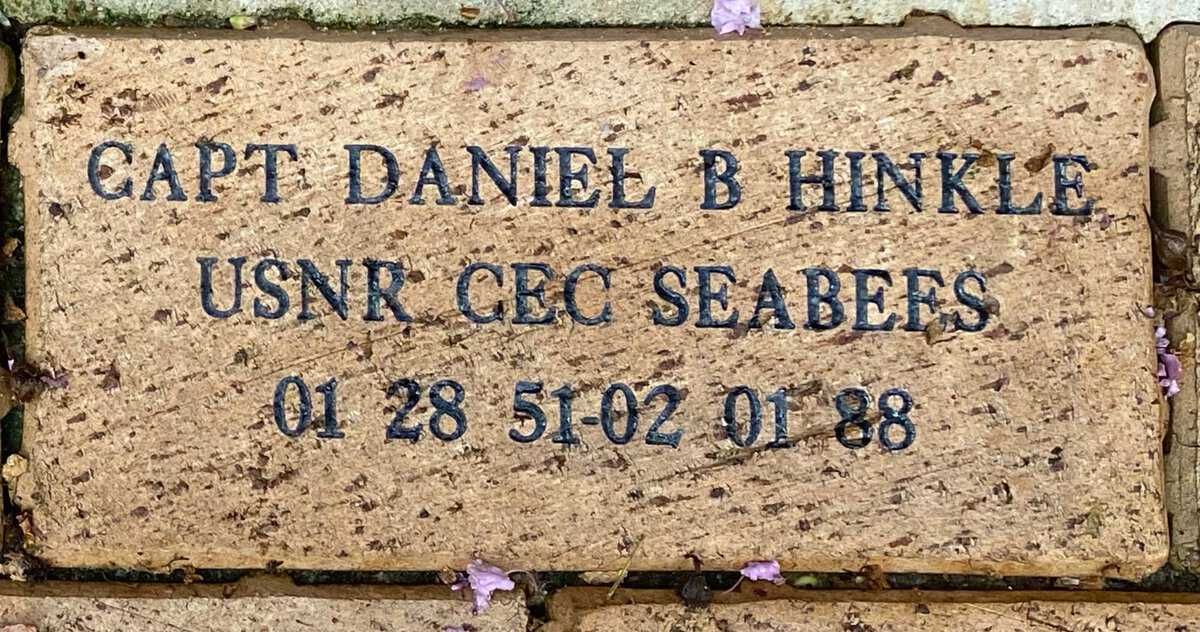 CAPT DANIEL B HINKLE
USNR CEC SEABEES
01 28 51-02 01 88